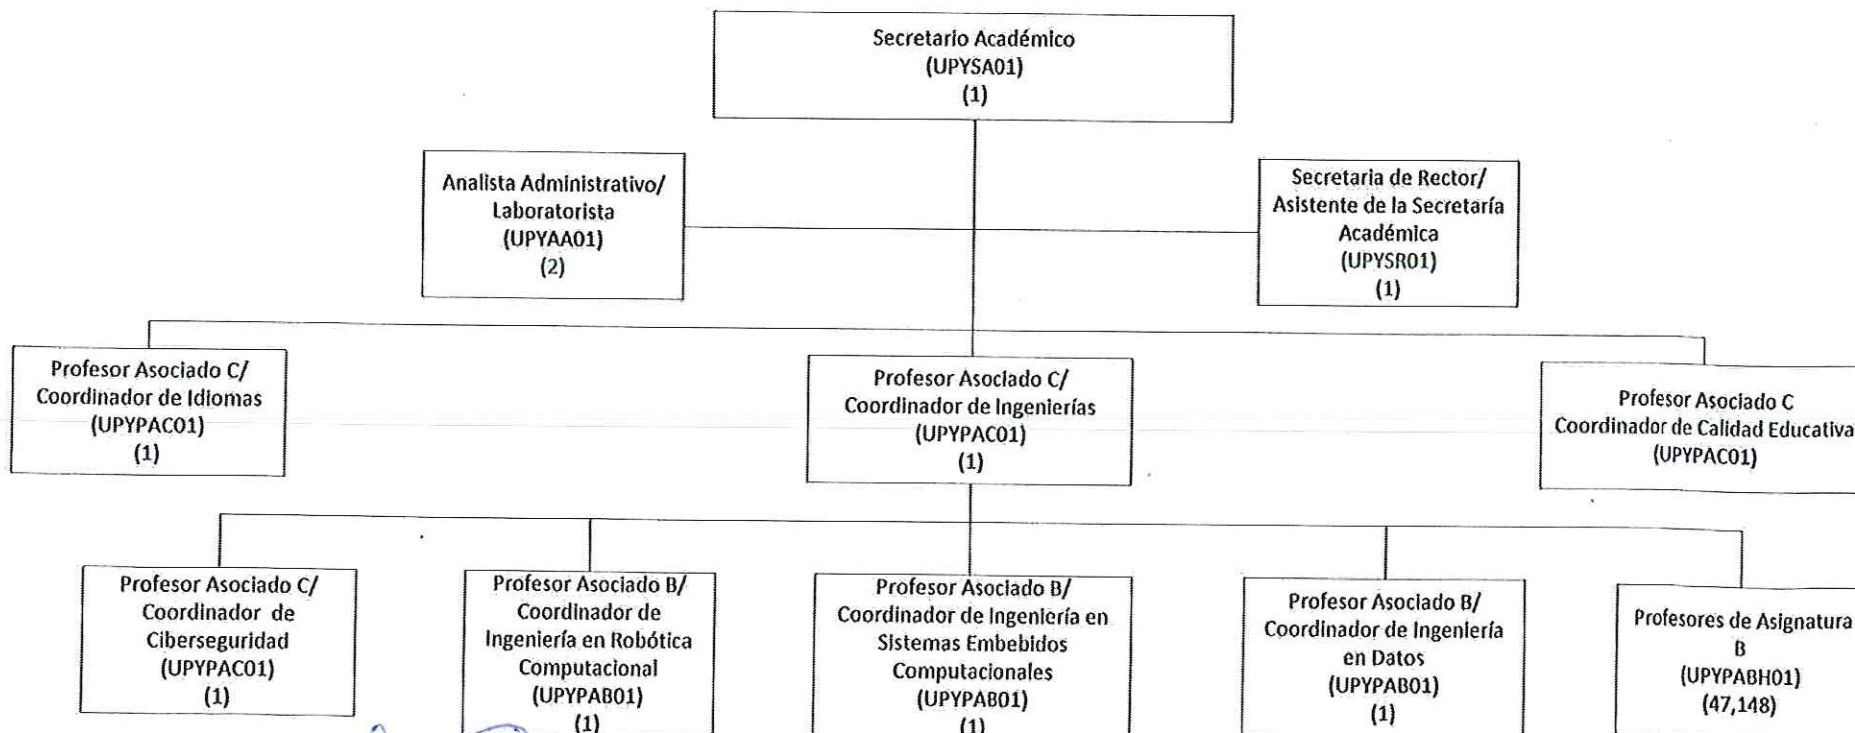 Secretario Académico
(UPYSA01)
(1)
Analista Administrativo/
Laboratorista
(UPYAA01)
(2)
Secretaria de Rector/
Asistente de la Secretaría
Académica
(UPYSR01)
(1)
Profesor Asociado C/
Coordinador de Idiomas
(UPYPAC01)
(1)
Profesor Asociado C/
Coordinador de Ingenierías
(UPYPAC01)
(1)
Profesor Asociado C
Coordinador de Calidad Educativa
(UPYPAC01)
Profesor Asociado C/
Coordinador de
Ciberseguridad
(UPYPAC01)
(1)
Profesor Asociado B/
Coordinador de
Ingeniería en Robótica
Computacional
(UPYPAB01)
(1)
Profesor Asociado B/
Coordinador de Ingeniería en
Sistemas Embebidos
Computacionales
(UPYPAB01)
(1)
Profesor Asociado B/
Coordinador de Ingeniería
en Datos
(UPYPAB01)
(1)
Profesores de Asignatura
B
(UPYPABH01)
(47,148)